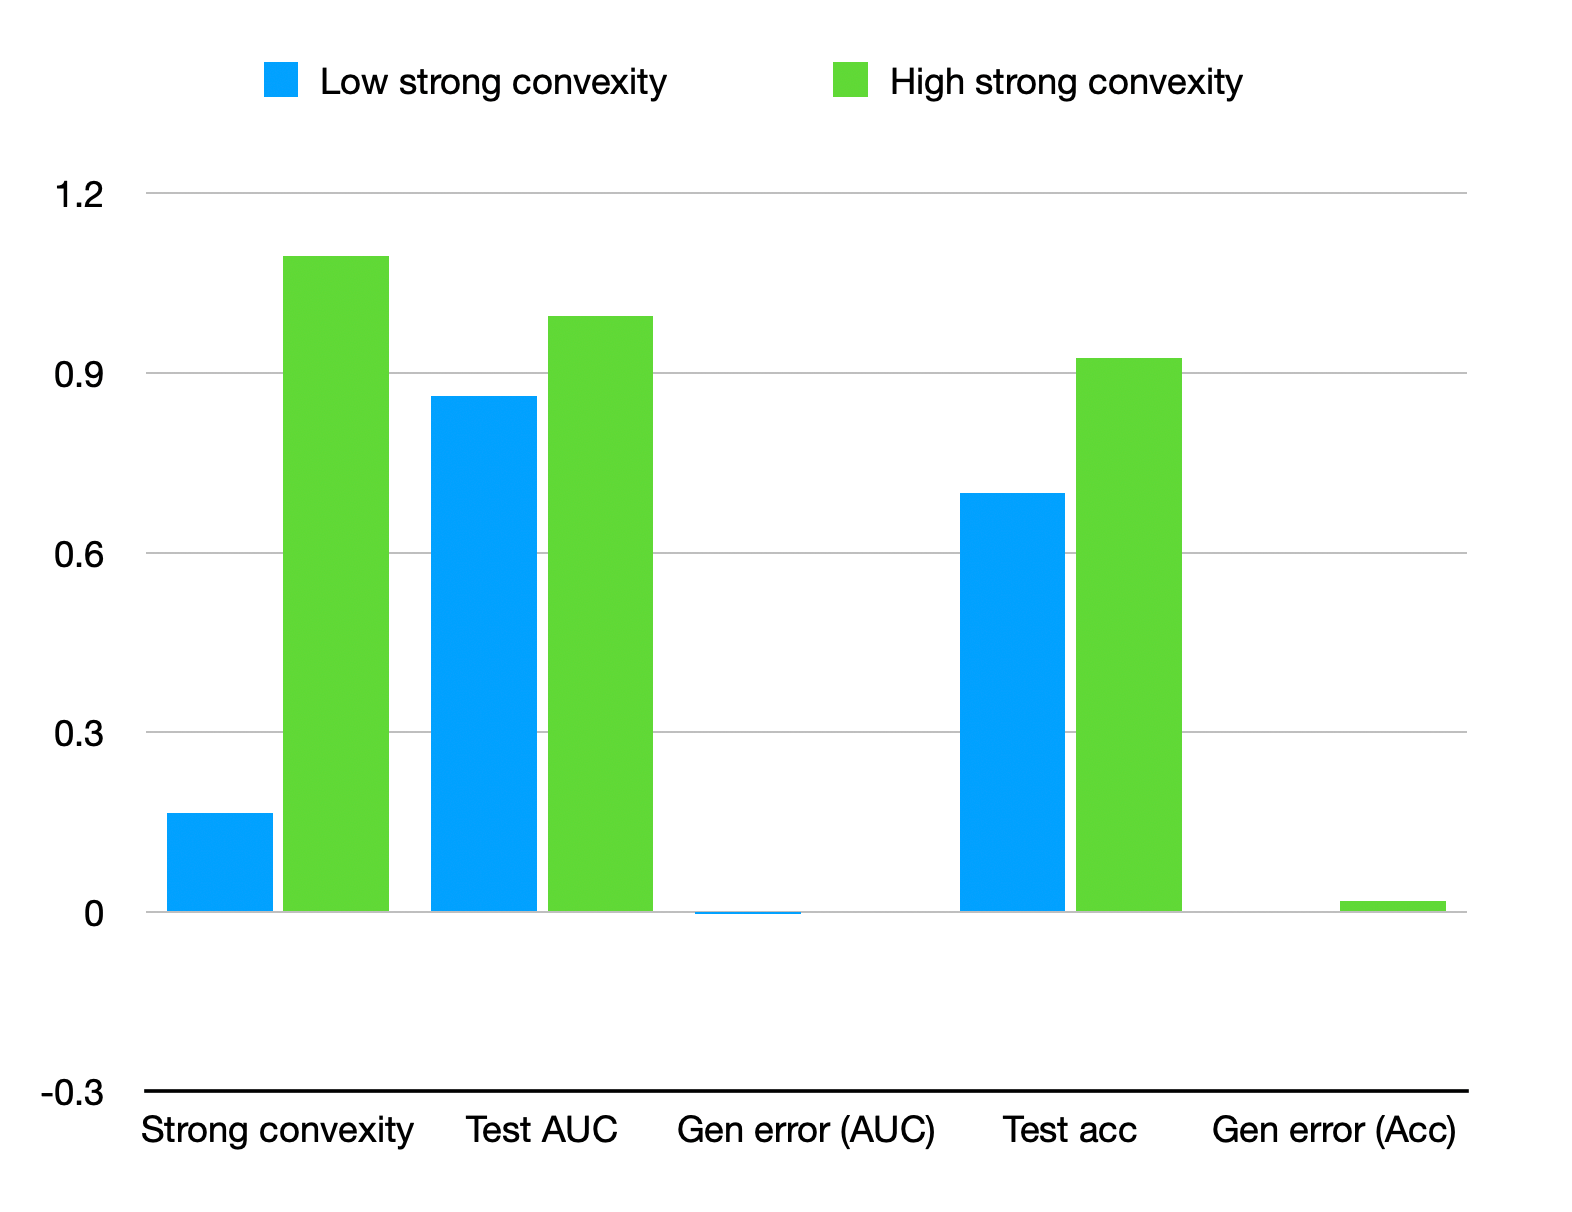 Low strong convexity
High strong convexity
1.2
0.9
0.6
0.3
0
-0.3
Strong convexity
Test AUC
Gen error (AUC)
Test acc
Gen error (Acc)